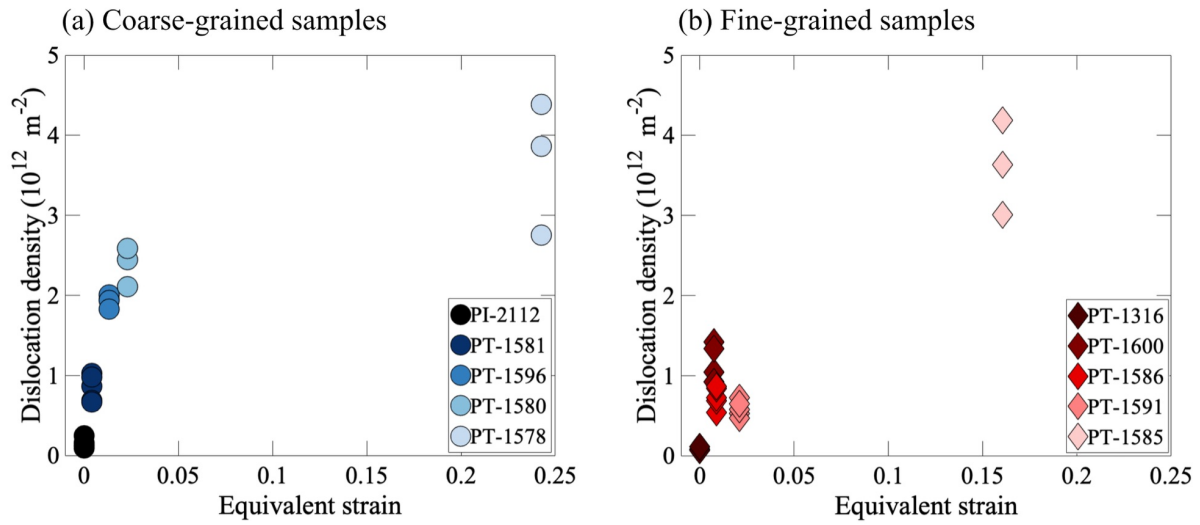 (a) Coarse-grained samples
5
4
3
2
1
0
Dislocation density (10^12 m^-2)
0
0.05
0.1
0.15
0.2
0.25
Equivalent strain
PI-2112
PT-1581
PT-1596
PT-1580
PT-1578
(b) Fine-grained samples
5
4
3
2
1
0
Dislocation density (10^12 m^-2)
0
0.05
0.1
0.15
0.2
0.25
Equivalent strain
PT-1316
PT-1600
PT-1586
PT-1591
PT-1585